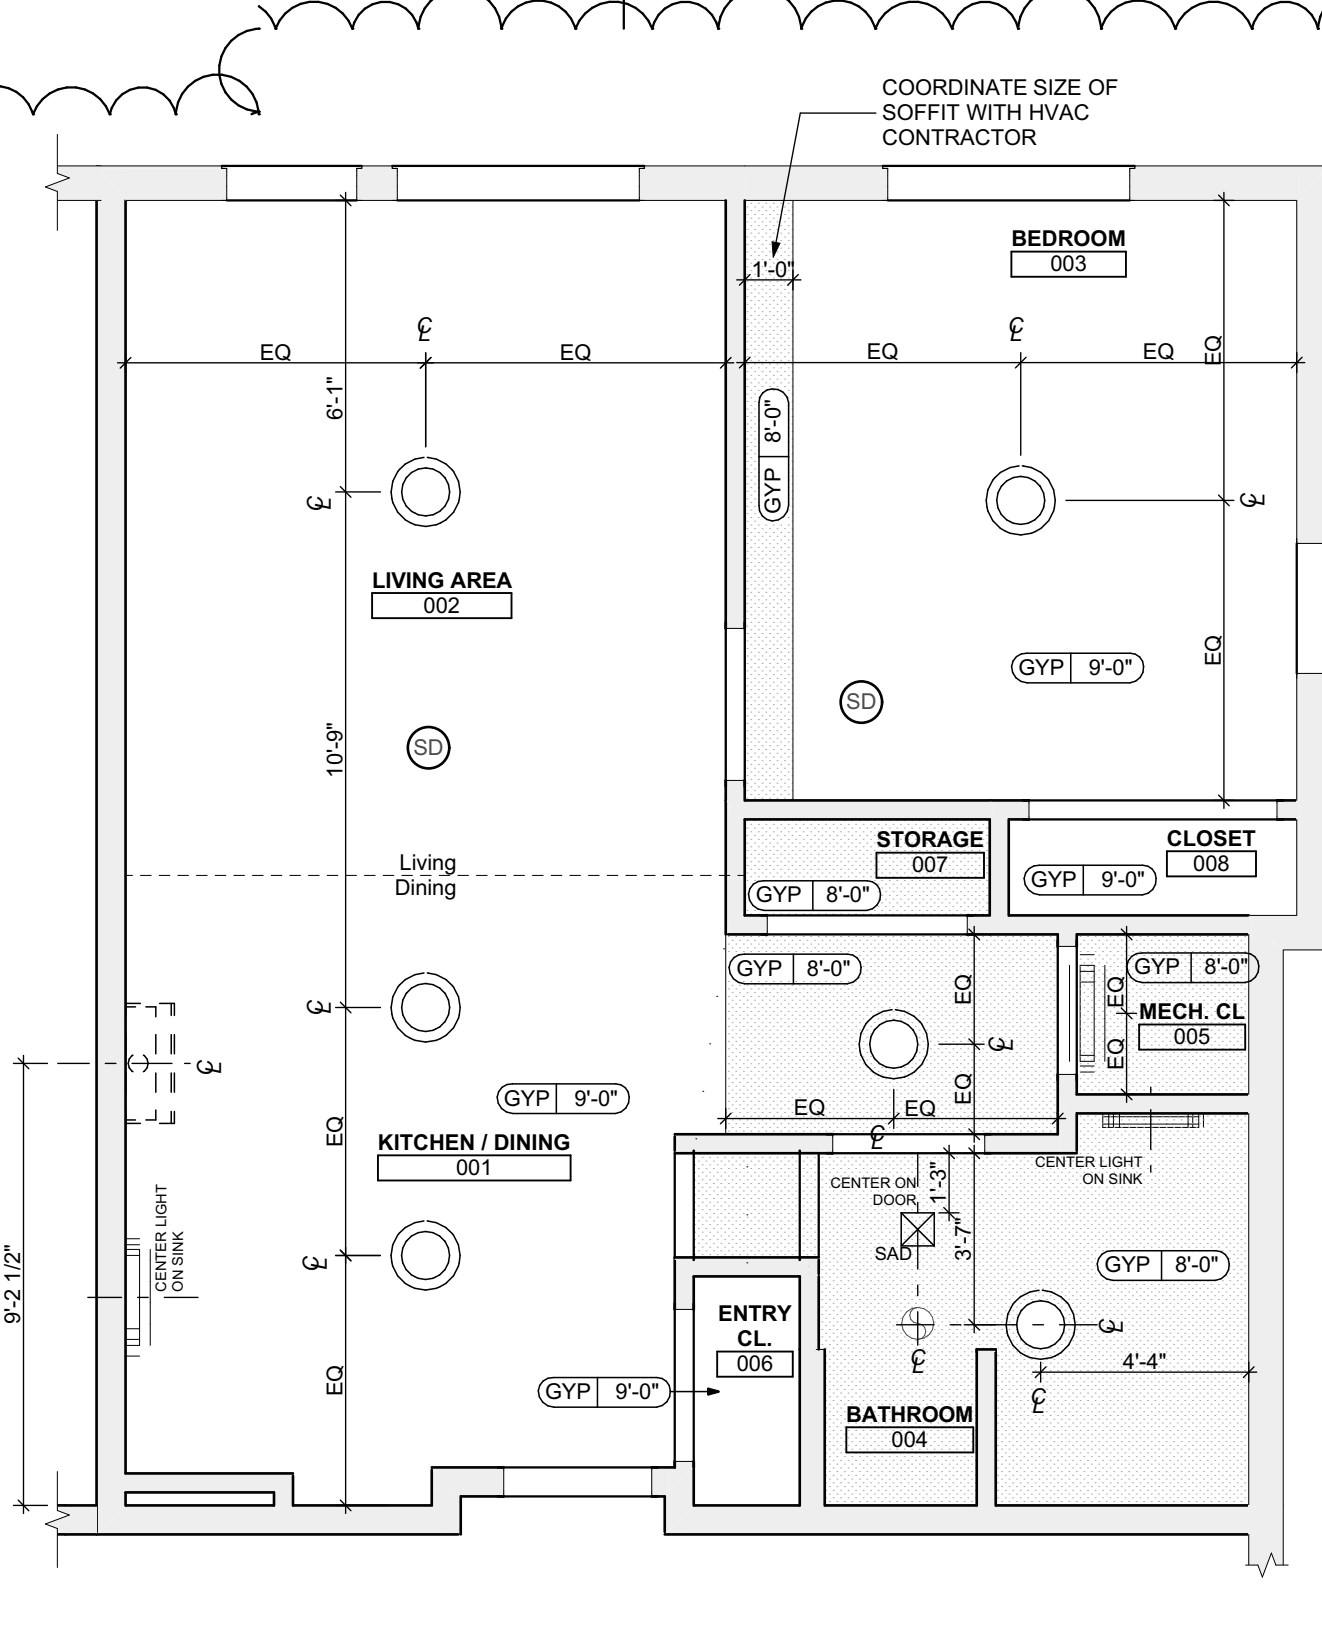 COORDINATE SIZE OF
SOFFIT WITH HVAC
CONTRACTOR
BEDROOM
003
1'-0"
℄
℄
EQ
EQ
EQ
EQ
EQ
6'-1"
GYP 8'-0"
℄
℄
LIVING AREA
002
EQ
GYP 9'-0"
SD
SD
10'-9"
STORAGE
007
CLOSET
008
Living
Dining
GYP 8'-0"
GYP 9'-0"
GYP 8'-0"
GYP 8'-0"
EQ
EQ
℄
MECH. CL
005
℄
℄
EQ
EQ
GYP 9'-0"
EQ
EQ
EQ
KITCHEN / DINING
001
℄
CENTER LIGHT
ON SINK
CENTER ON
DOOR
1'-3"
CENTER LIGHT
ON SINK
3'-7"
SAD
9'-2 1/2"
℄
GYP 8'-0"
ENTRY
CL.
006
℄
℄
4'-4"
EQ
GYP 9'-0"
℄
BATHROOM
004